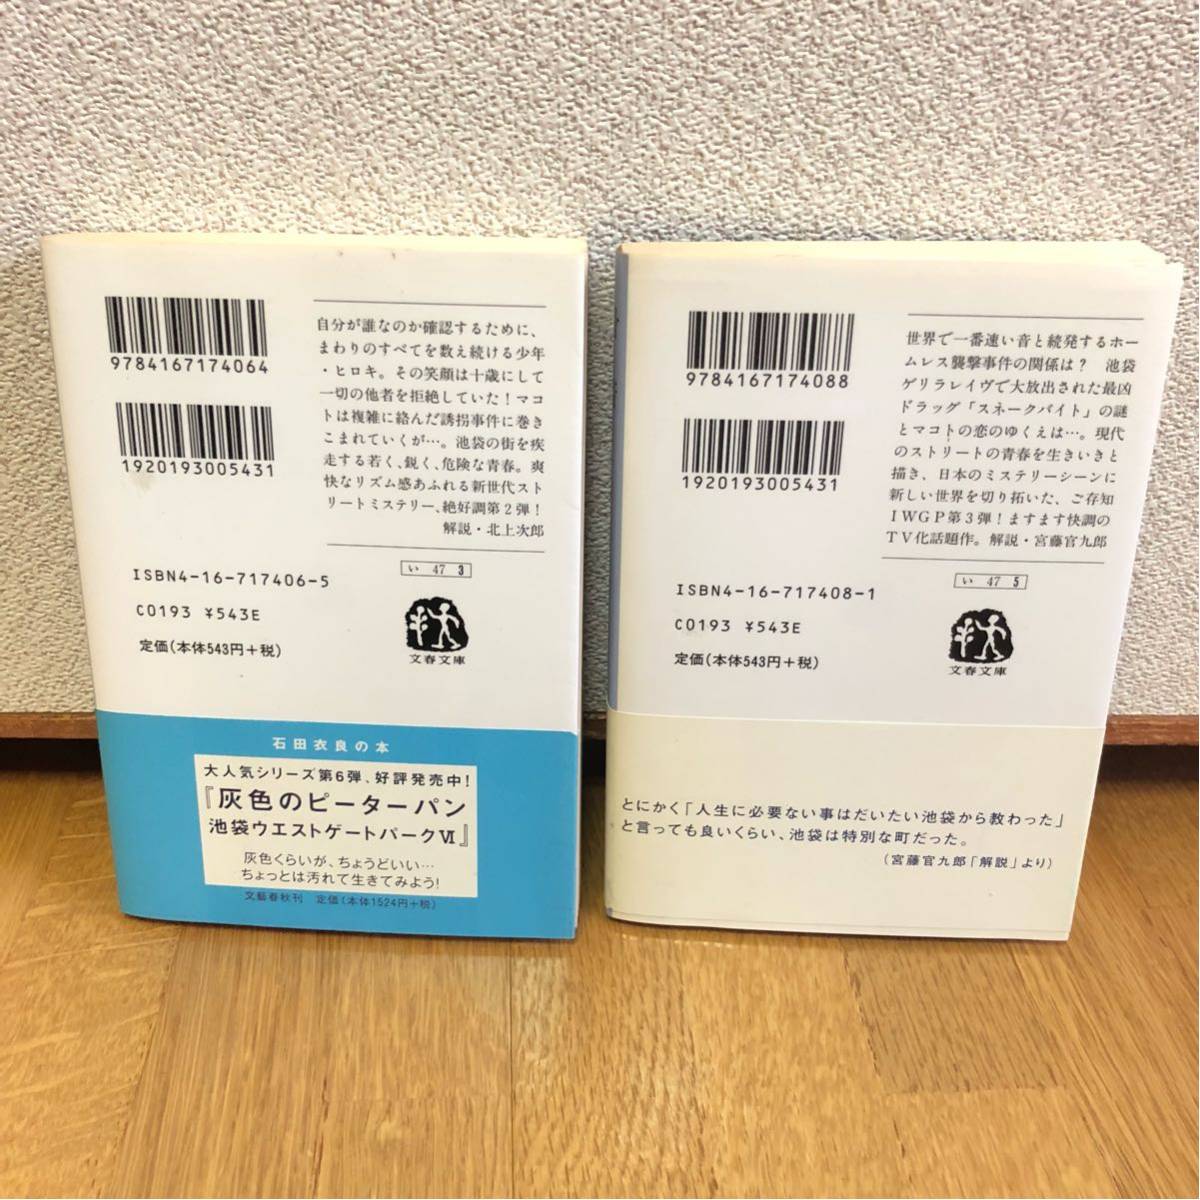 9784167174064
1920193005431
自分が誰なのか確認するために、
まわりのすべてを数え続ける少年
・ヒロキ。その笑顔は十歳にして
一切の他者を拒絶していた！マコ
トは複雑に絡んだ誘拐事件に巻き
こまれていくが…。池袋の街を疾
走する若く、鋭く、危険な青春。爽
快なリズム感あふれる新世代スト
リートミステリー、絶好調第２弾！
解説・北上次郎
ISBN4-16-717406-5
C0193 ¥543E
定価(本体543円+税)
い 47 3
文春文庫
石田衣良の本
大人気シリーズ第6弾、好評発売中！
『灰色のピーターパン
池袋ウエストゲートパークⅥ』
灰色くらいが、ちょうどいい…
ちょっとは汚れて生きてみよう！
文藝春秋刊 定価(本体1524円+税)
9784167174088
1920193005431
世界で一番速い音と続発するホー
ムレス襲撃事件の関係は？ 池袋
ゲリラレイヴで大放出された最凶
ドラッグ「スネークバイト」の謎
とマコトの恋のゆくえは…。現代
のストリートの青春を生きいきと
描き、日本のミステリーシーンに
新しい世界を切り拓いた、ご存知
ＩＷＧＰ第３弾！ますます快調の
ＴＶ化話題作。解説・宮藤官九郎
ISBN4-16-717408-1
C0193 ¥543E
定価(本体543円+税)
い 47 5
文春文庫
とにかく「人生に必要ない事はだいたい池袋から教わった」
と言っても良いくらい、池袋は特別な町だった。
(宮藤官九郎「解説」より)